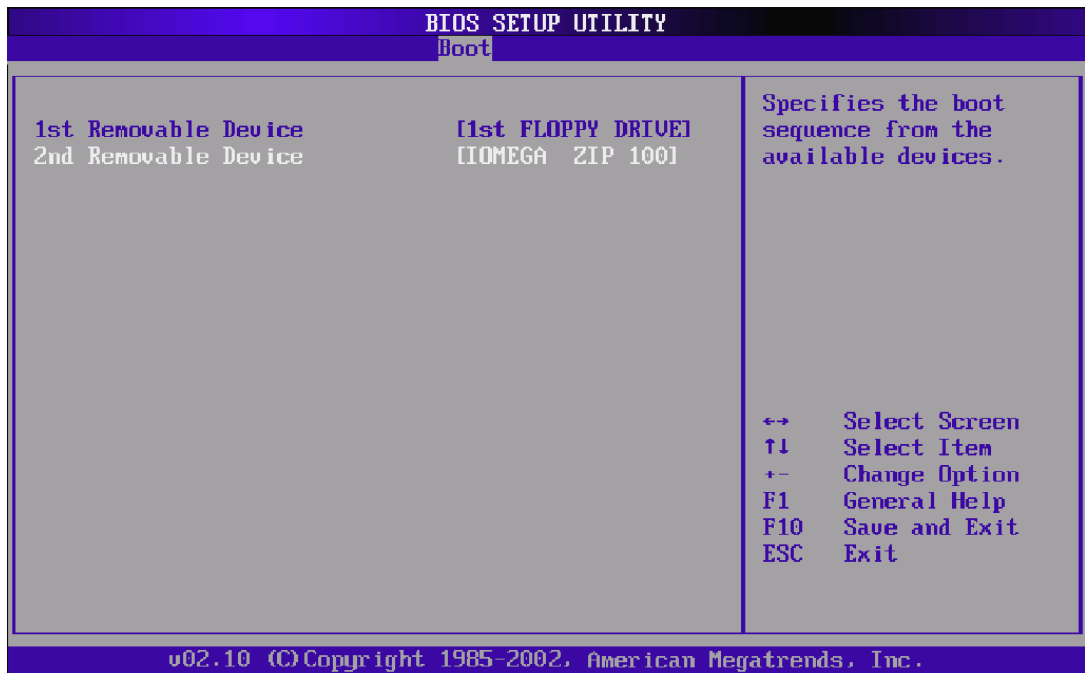 BIOS SETUP UTILITY
Boot
1st Removable Device [1st FLOPPY DRIVE]
2nd Removable Device [IOMEGA ZIP 100]
Specifies the boot
sequence from the
available devices.
←→ Select Screen
↑↓ Select Item
+- Change Option
F1 General Help
F10 Save and Exit
ESC Exit
v02.10 (C)Copyright 1985-2002, American Megatrends, Inc.